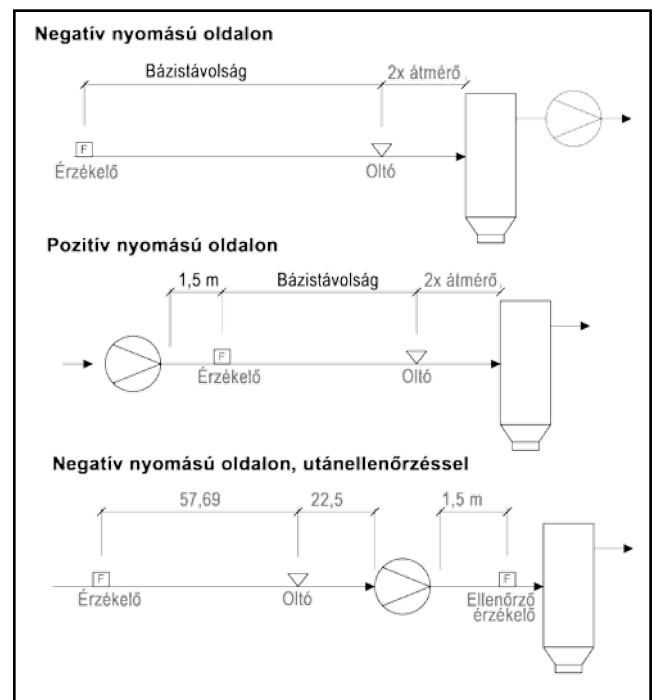 Negatív nyomású oldalon
Bázistávolság 2x átmérő
F
Érzékelő Oltó
Pozitív nyomású oldalon
1,5 m Bázistávolság 2x átmérő
F
Érzékelő Oltó
Negatív nyomású oldalon, utánellenőrzéssel
57,69 22,5 1,5 m
F F
Érzékelő Oltó Ellenőrző
érzékelő